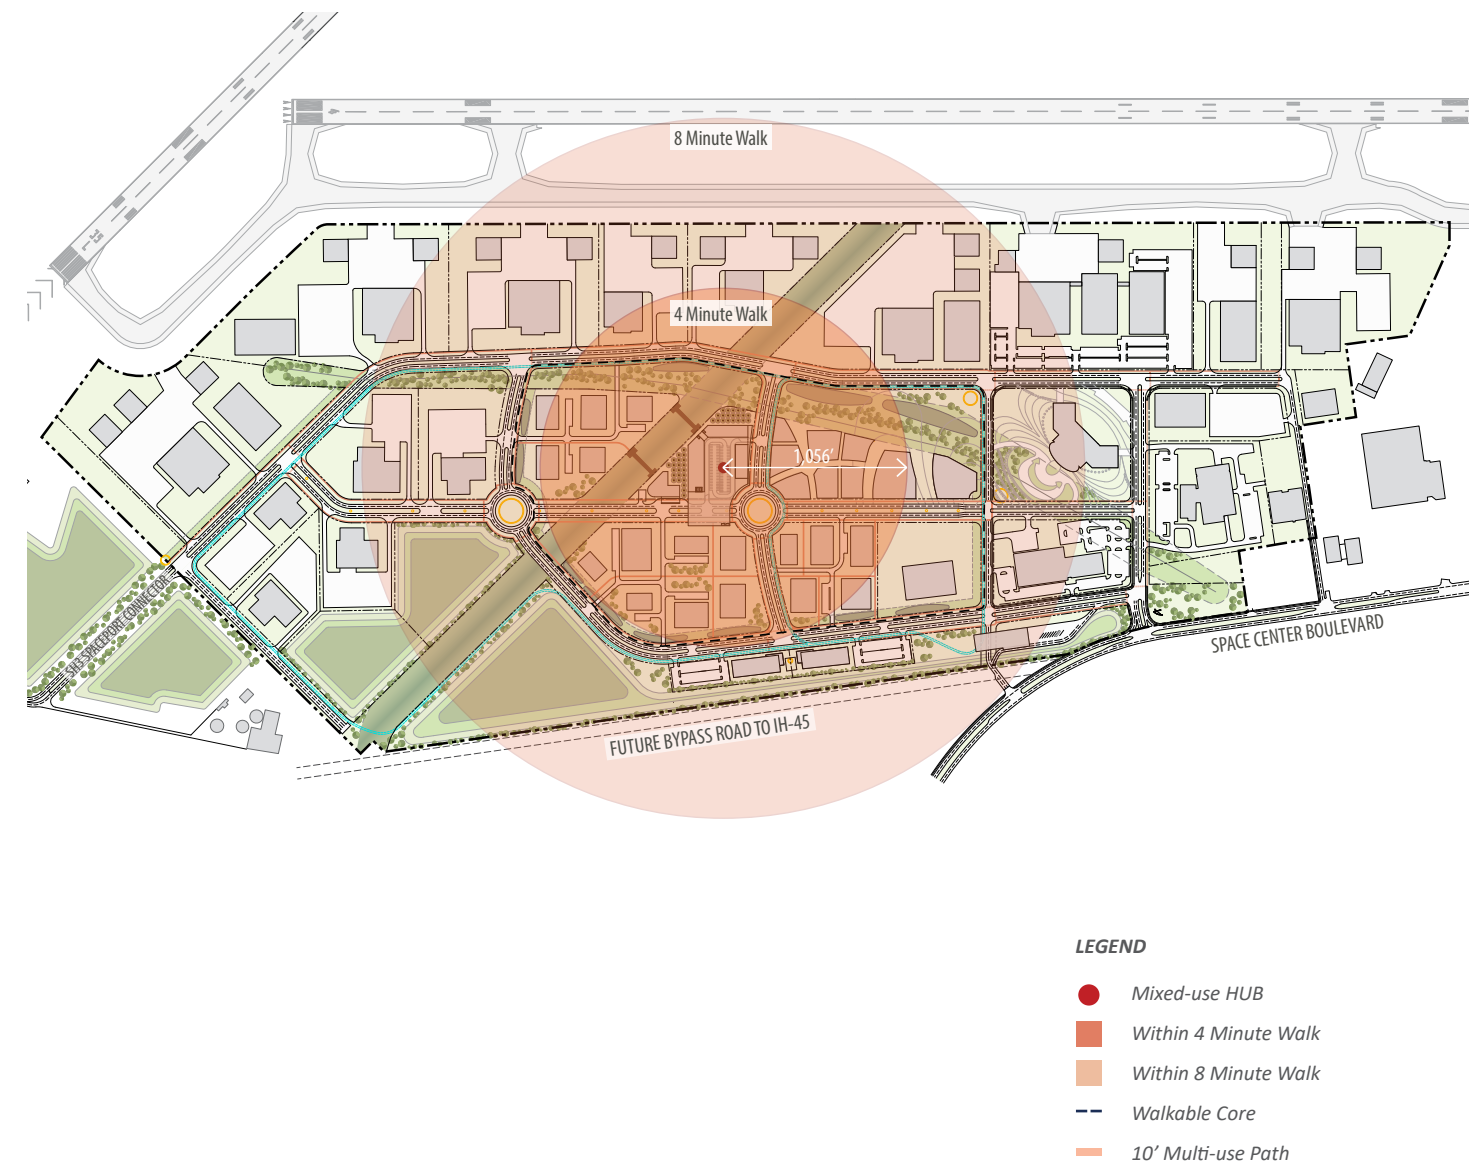 8 Minute Walk
4 Minute Walk
1,056'
SH3 SPACEPORT CONNECTOR
SPACE CENTER BOULEVARD
FUTURE BYPASS ROAD TO IH-45
LEGEND
Mixed-use HUB
Within 4 Minute Walk
Within 8 Minute Walk
Walkable Core
10' Multi-use Path